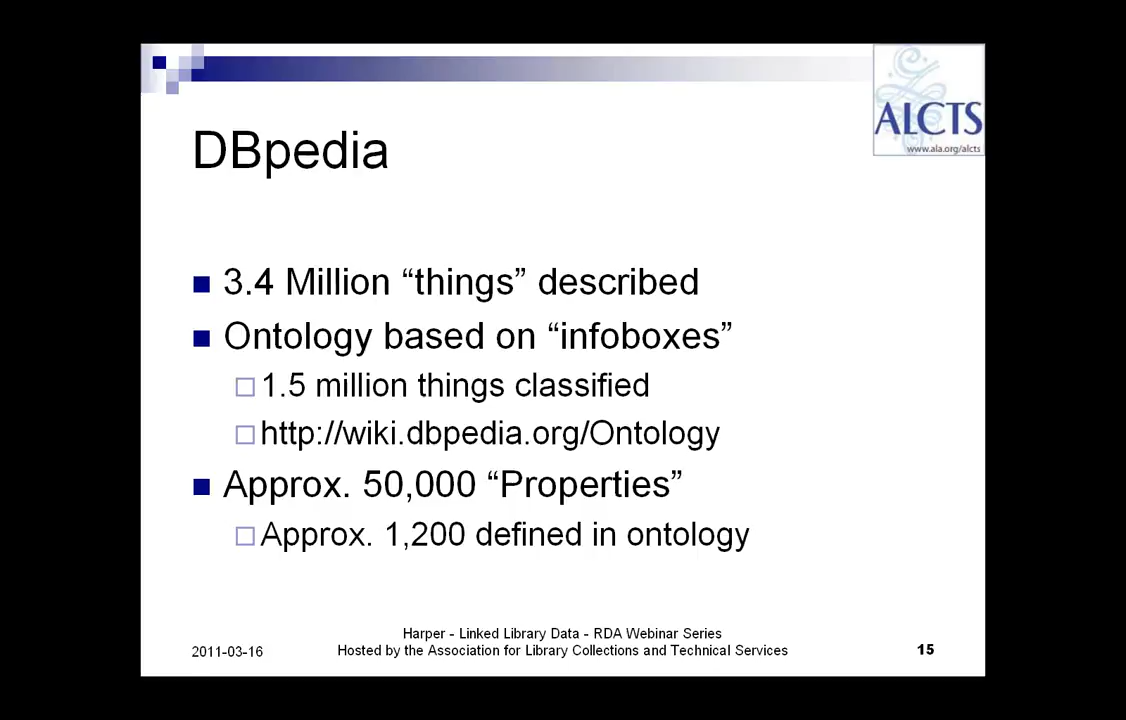 ALCTS
www.ala.org/alcts
DBpedia
3.4 Million “things” described
Ontology based on “infoboxes”
1.5 million things classified
http://wiki.dbpedia.org/Ontology
Approx. 50,000 “Properties”
Approx. 1,200 defined in ontology
Harper - Linked Library Data - RDA Webinar Series
2011-03-16
Hosted by the Association for Library Collections and Technical Services
15